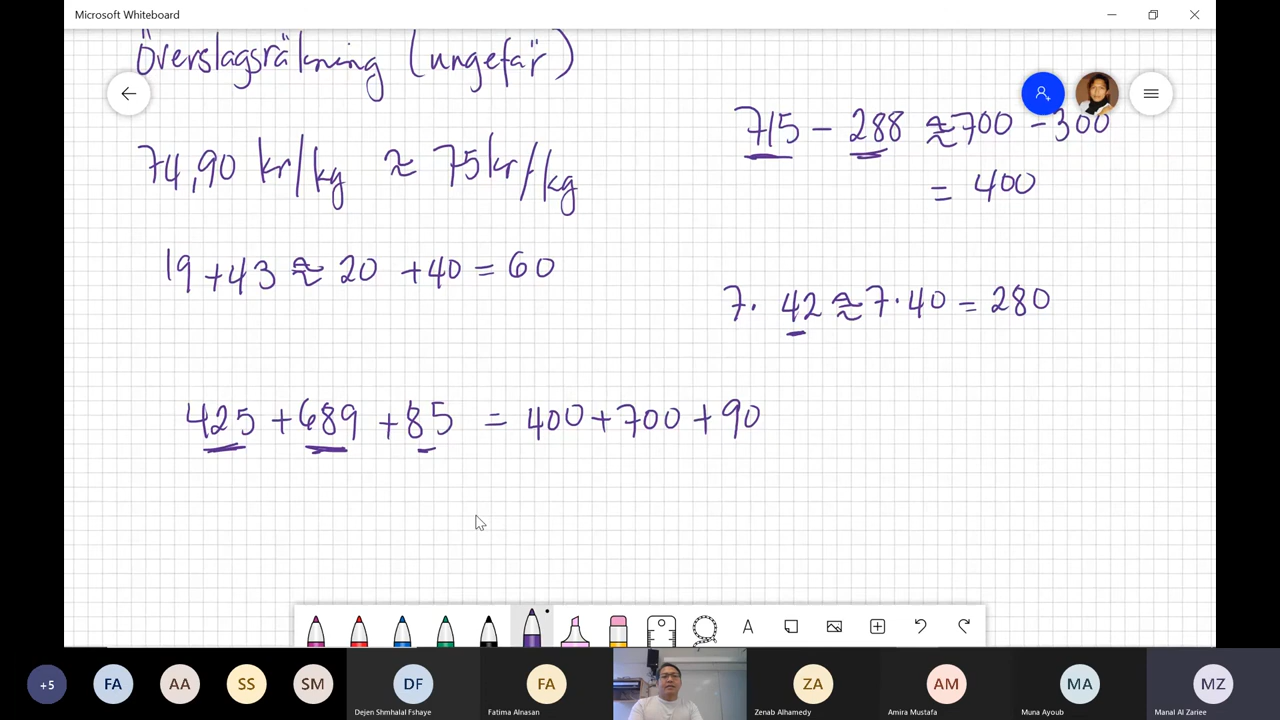 Microsoft Whiteboard
Överslagsräkning (ungefär)
74,90 kr/kg ≈ 75kr/kg
19+43 ≈ 20 +40 = 60
425 +689 +85 = 400+700+90
715 - 288 ≈ 700 - 300
= 400
7. 42 ≈ 7·40 = 280
A
+5
FA
AA
SS
SM
DF
Dejen Shmhalal Fshaye
FA
Fatima Alnasan
ZA
Zenab Alhamedy
AM
Amira Mustafa
MA
Muna Ayoub
MZ
Manal Al Zariee